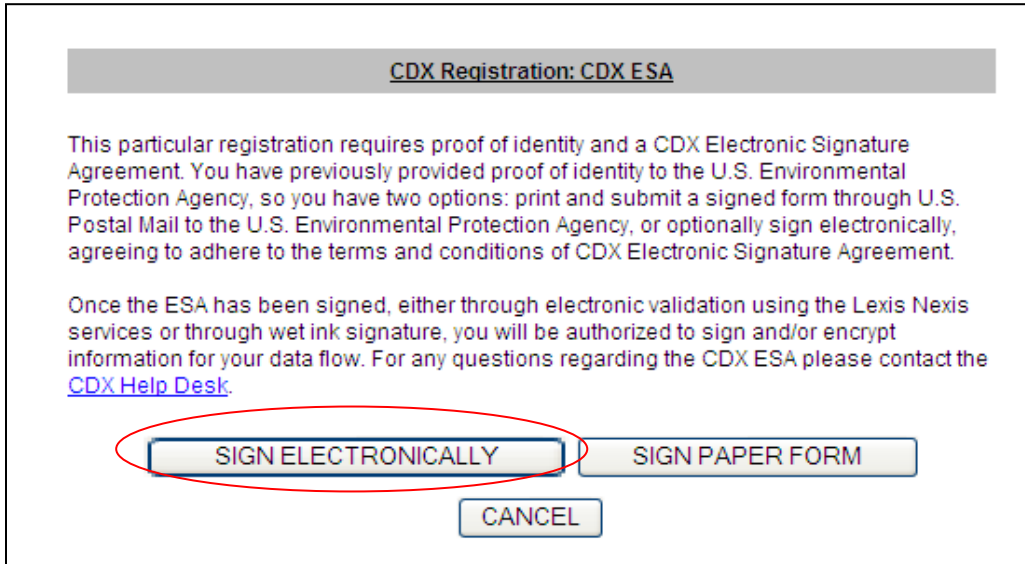 CDX Registration: CDX ESA
This particular registration requires proof of identity and a CDX Electronic Signature
Agreement. You have previously provided proof of identity to the U.S. Environmental
Protection Agency, so you have two options: print and submit a signed form through U.S.
Postal Mail to the U.S. Environmental Protection Agency, or optionally sign electronically,
agreeing to adhere to the terms and conditions of CDX Electronic Signature Agreement.
Once the ESA has been signed, either through electronic validation using the Lexis Nexis
services or through wet ink signature, you will be authorized to sign and/or encrypt
information for your data flow. For any questions regarding the CDX ESA please contact the
CDX Help Desk.
SIGN ELECTRONICALLY SIGN PAPER FORM
CANCEL